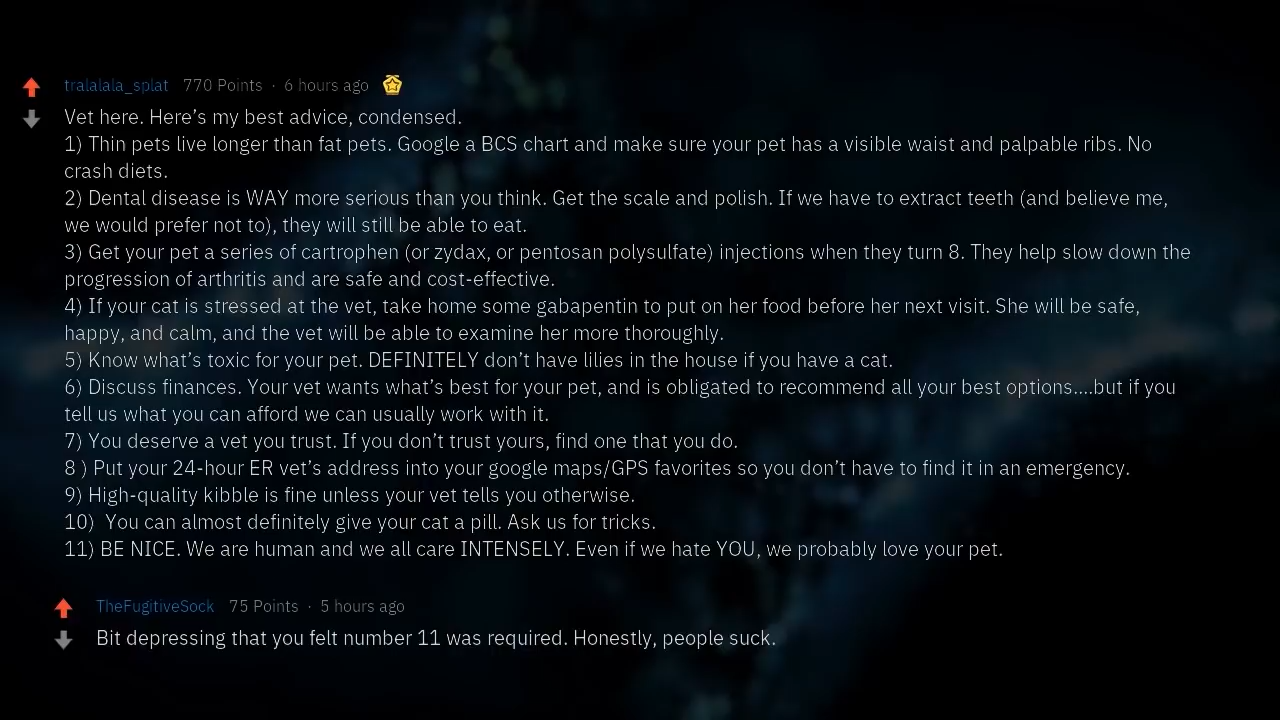 tralalala_splat 770 Points · 6 hours ago
Vet here. Here’s my best advice, condensed.
1) Thin pets live longer than fat pets. Google a BCS chart and make sure your pet has a visible waist and palpable ribs. No
crash diets.
2) Dental disease is WAY more serious than you think. Get the scale and polish. If we have to extract teeth (and believe me,
we would prefer not to), they will still be able to eat.
3) Get your pet a series of cartrophen (or zydax, or pentosan polysulfate) injections when they turn 8. They help slow down the
progression of arthritis and are safe and cost-effective.
4) If your cat is stressed at the vet, take home some gabapentin to put on her food before her next visit. She will be safe,
happy, and calm, and the vet will be able to examine her more thoroughly.
5) Know what’s toxic for your pet. DEFINITELY don’t have lilies in the house if you have a cat.
6) Discuss finances. Your vet wants what’s best for your pet, and is obligated to recommend all your best options....but if you
tell us what you can afford we can usually work with it.
7) You deserve a vet you trust. If you don’t trust yours, find one that you do.
8 ) Put your 24-hour ER vet’s address into your google maps/GPS favorites so you don’t have to find it in an emergency.
9) High-quality kibble is fine unless your vet tells you otherwise.
10)  You can almost definitely give your cat a pill. Ask us for tricks.
11) BE NICE. We are human and we all care INTENSELY. Even if we hate YOU, we probably love your pet.
TheFugitiveSock 75 Points · 5 hours ago
Bit depressing that you felt number 11 was required. Honestly, people suck.